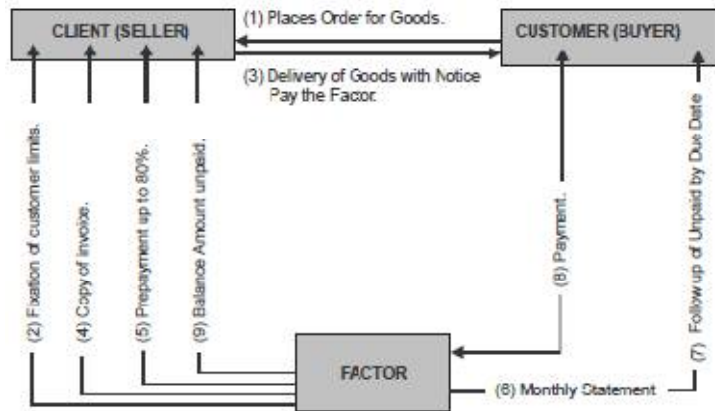 (1) Places Order for Goods.
CLIENT (SELLER)
CUSTOMER (BUYER)
(3) Delivery of Goods with Notice
Pay the Factor.
(2) Fixation of customer limits.
(4) Copy of invoice.
(5) Prepayment up to 80%.
(9) Balance Amount unpaid.
(8) Payment.
(7) Follow up of Unpaid by Due Date
FACTOR
(6) Monthly Statement